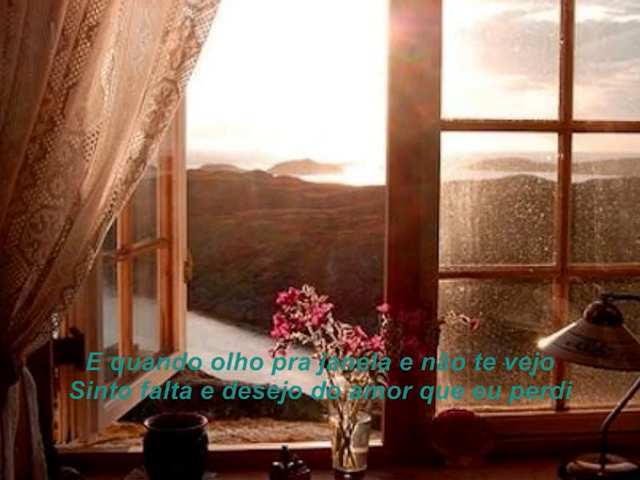 E quando olho pra janela e não te vejo
Sinto falta e desejo do amor que eu perdi